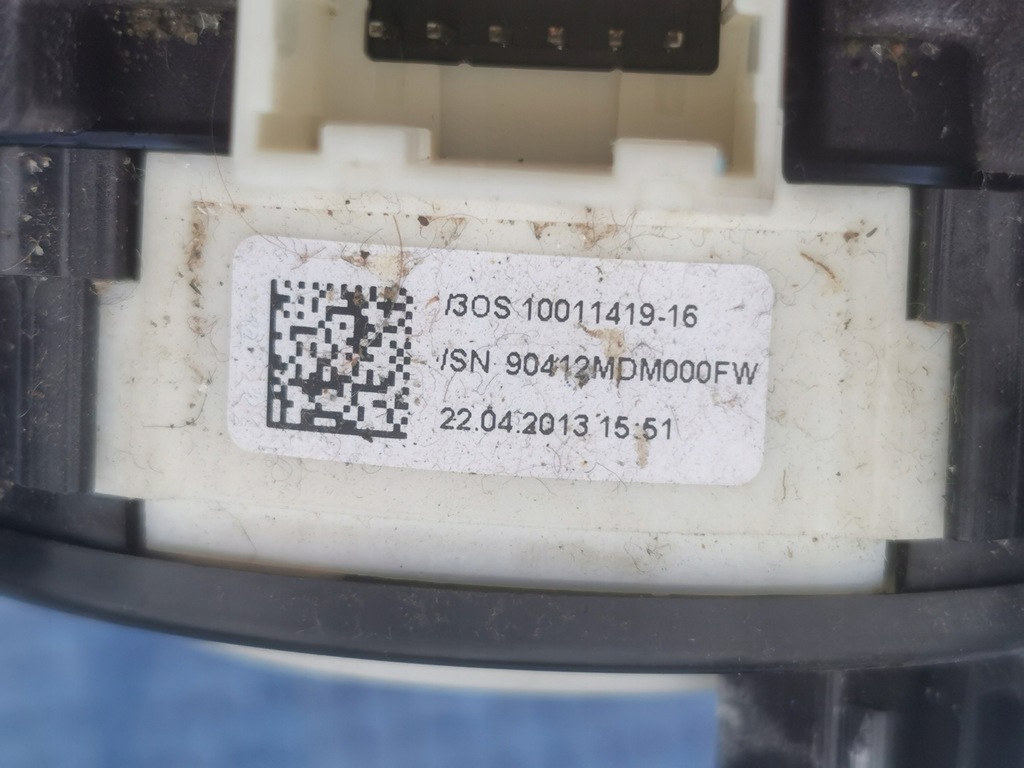 /3OS 10011419-16
/SN 90412MDM000FW
22.04.2013 15:51